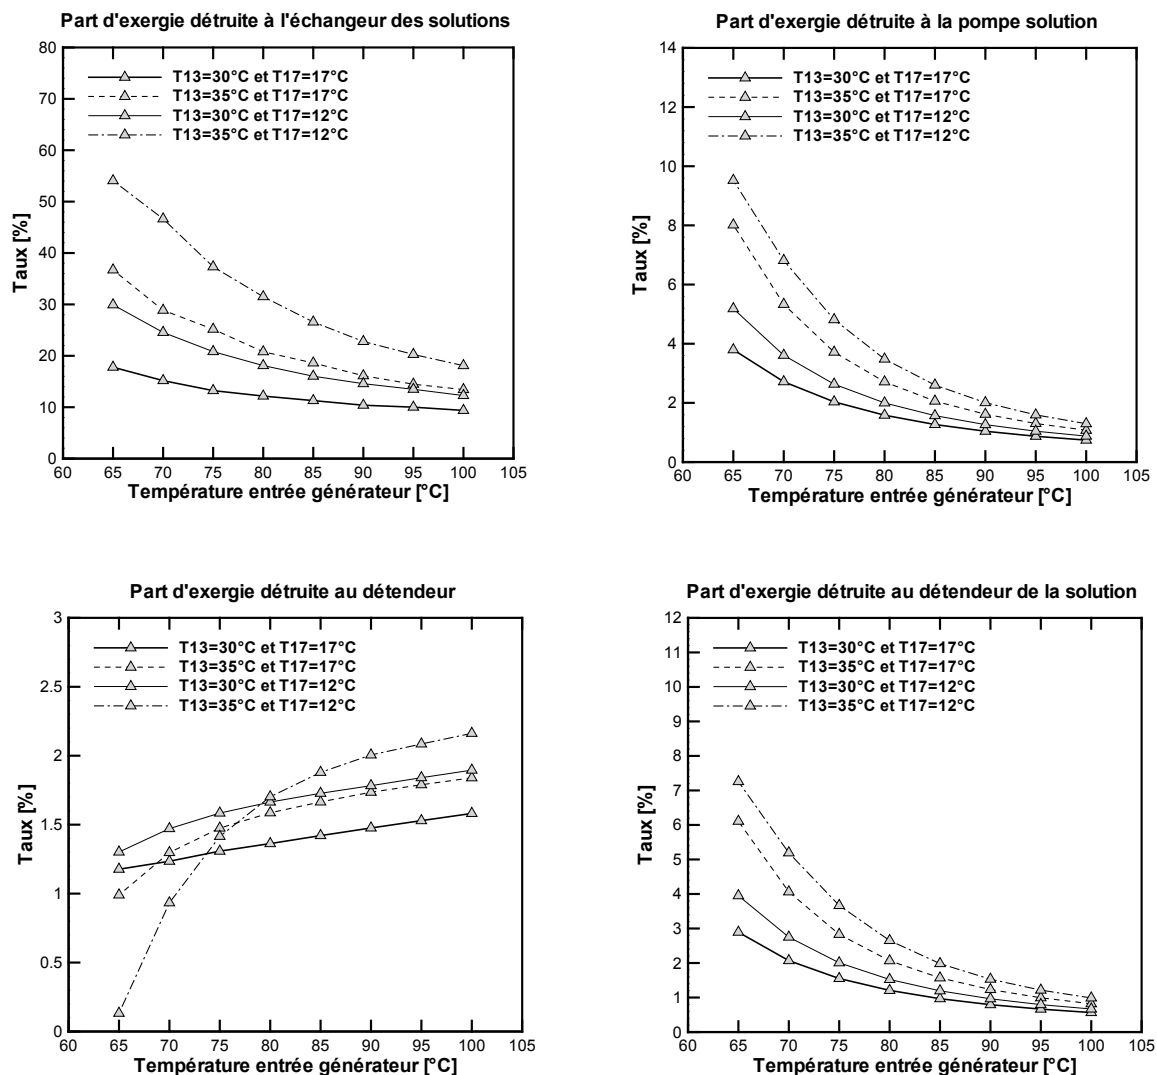 Part d'exergie détruite à l'échangeur des solutions
80
70
60
50
40
30
20
10
0
Taux [%]
T13=30°C et T17=17°C
T13=35°C et T17=17°C
T13=30°C et T17=12°C
T13=35°C et T17=12°C
60 65 70 75 80 85 90 95 100 105
Température entrée générateur [°C]
Part d'exergie détruite à la pompe solution
14
12
10
8
6
4
2
0
Taux [%]
T13=30°C et T17=17°C
T13=35°C et T17=17°C
T13=30°C et T17=12°C
T13=35°C et T17=12°C
60 65 70 75 80 85 90 95 100 105
Température entrée générateur [°C]
Part d'exergie détruite au détendeur
3
2.5
2
1.5
1
0.5
0
Taux [%]
T13=30°C et T17=17°C
T13=35°C et T17=17°C
T13=30°C et T17=12°C
T13=35°C et T17=12°C
60 65 70 75 80 85 90 95 100 105
Température entrée générateur [°C]
Part d'exergie détruite au détendeur de la solution
12
11
10
9
8
7
6
5
4
3
2
1
0
Taux [%]
T13=30°C et T17=17°C
T13=35°C et T17=17°C
T13=30°C et T17=12°C
T13=35°C et T17=12°C
60 65 70 75 80 85 90 95 100 105
Température entrée générateur [°C]